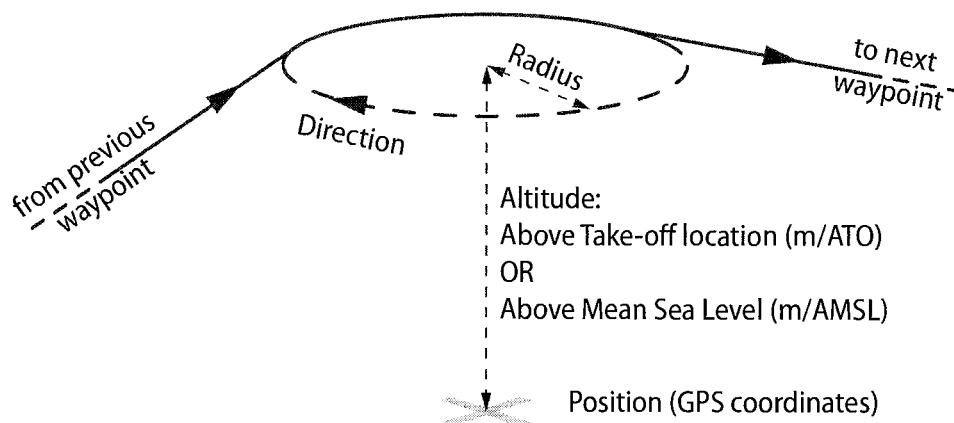 to next
waypoint
Radius
Direction
from previous
waypoint
Altitude:
Above Take-off location (m/ATO)
OR
Above Mean Sea Level (m/AMSL)
Position (GPS coordinates)